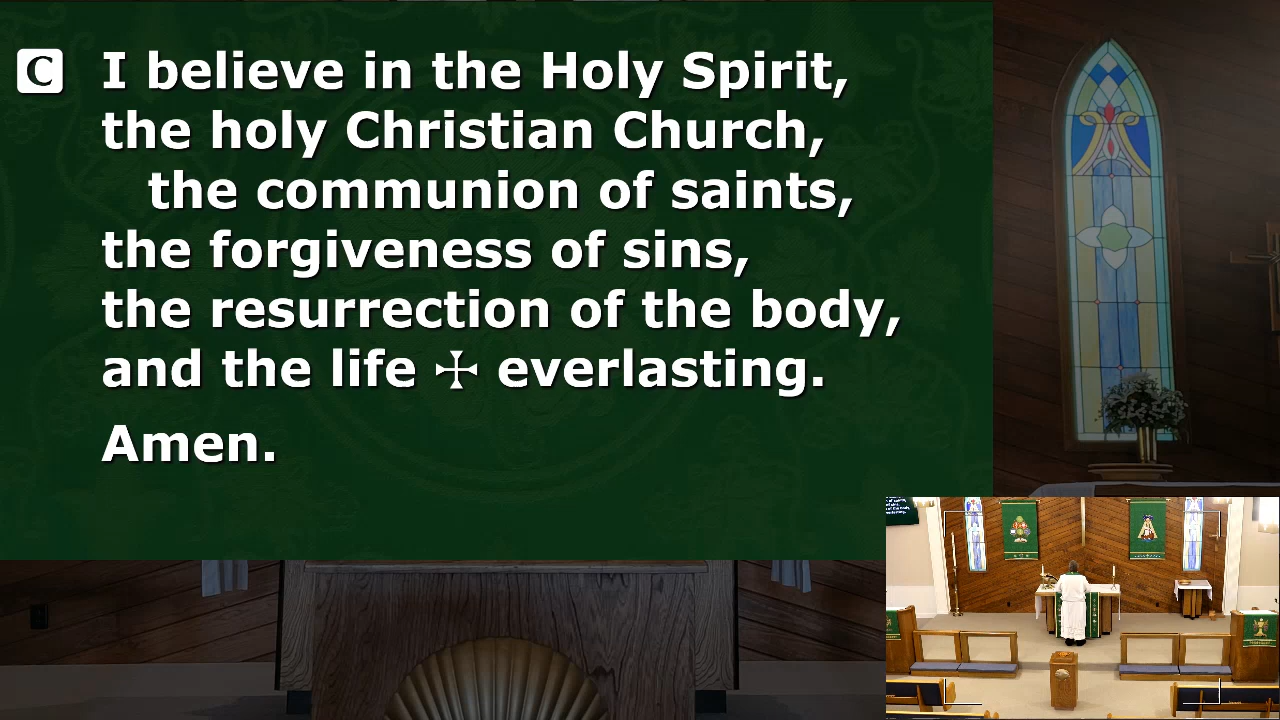 C I believe in the Holy Spirit,
the holy Christian Church,
the communion of saints,
the forgiveness of sins,
the resurrection of the body,
and the life ☩ everlasting.
Amen.